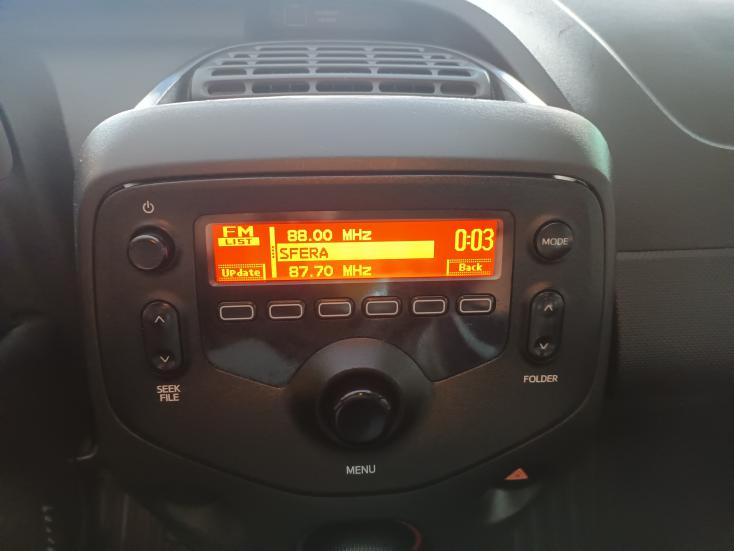 FM
LIST
88.00 MHz
0:03
SFERA
Update
87.70 MHz
Back
MODE
SEEK
FILE
FOLDER
MENU